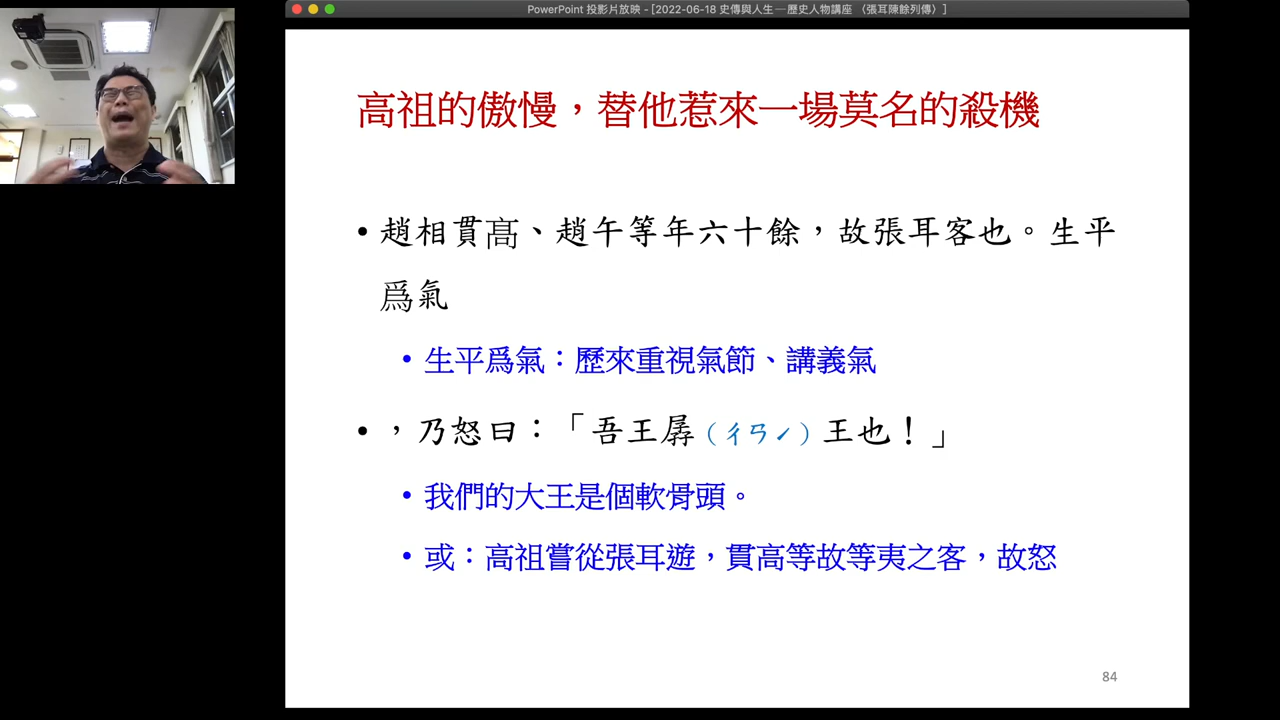 PowerPoint 投影片放映 - [2022-06-18 史傳與人生─歷史人物講座 〈張耳陳餘列傳〉]
高祖的傲慢，替他惹來一場莫名的殺機
• 趙相貫髙、趙午等年六十餘，故張耳客也。生平
爲氣
• 生平爲氣：歷來重視氣節、講義氣
• ，乃怒曰：「吾王孱（ㄔㄢˊ）王也！」
• 我們的大王是個軟骨頭。
• 或：高祖嘗從張耳遊，貫高等故等夷之客，故怒
84